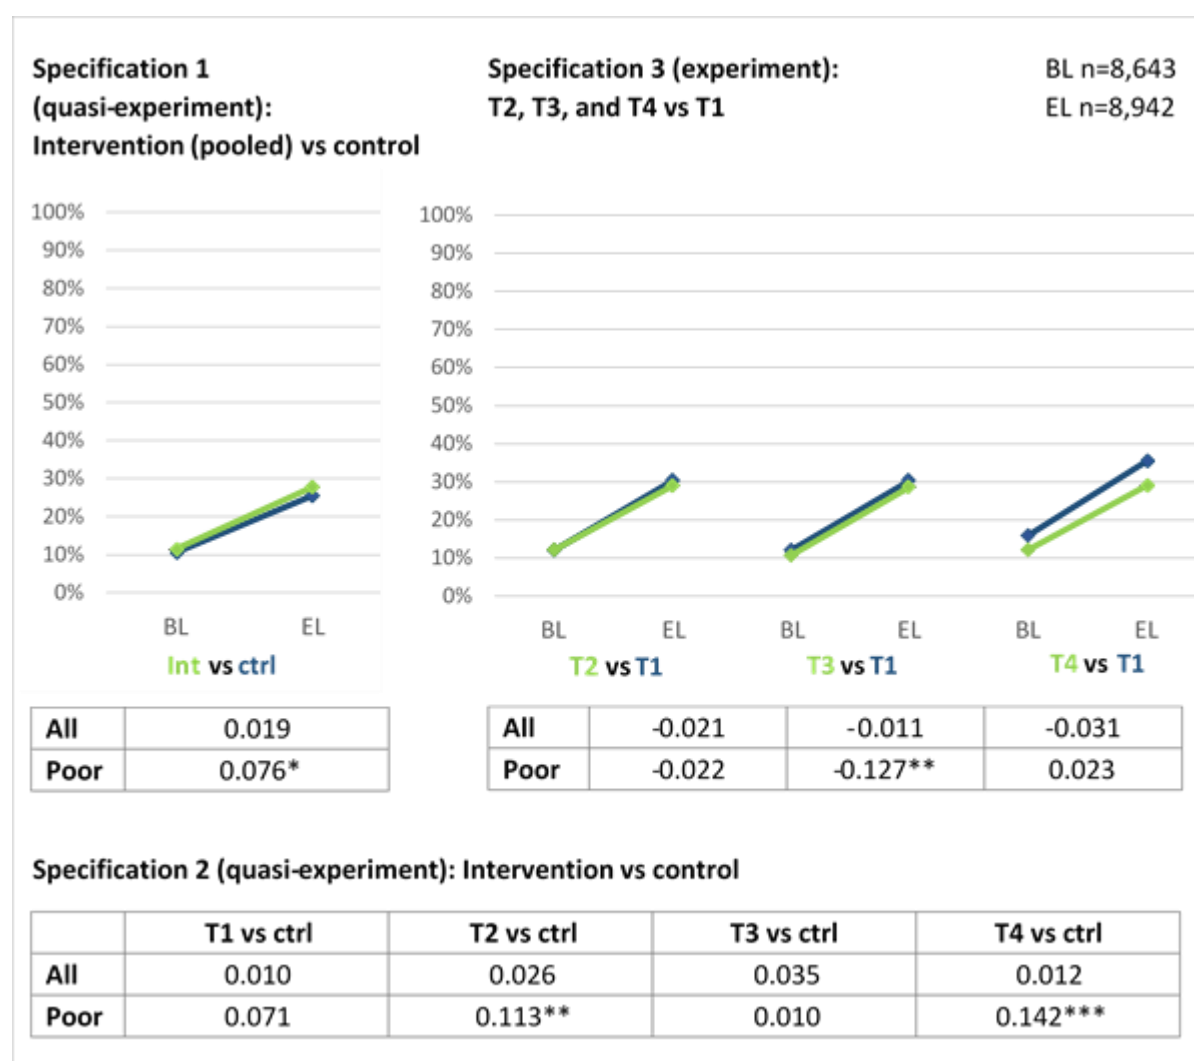 Specification 1
(quasi-experiment):
Intervention (pooled) vs control
Specification 3 (experiment):
T2, T3, and T4 vs T1
BL n=8,643
EL n=8,942
100%
90%
80%
70%
60%
50%
40%
30%
20%
10%
0%
BL EL
Int vs ctrl
100%
90%
80%
70%
60%
50%
40%
30%
20%
10%
0%
BL EL BL EL BL EL
T2 vs T1 T3 vs T1 T4 vs T1
All 0.019
Poor 0.076*
All -0.021 -0.011 -0.031
Poor -0.022 -0.127** 0.023
Specification 2 (quasi-experiment): Intervention vs control
T1 vs ctrl T2 vs ctrl T3 vs ctrl T4 vs ctrl
All 0.010 0.026 0.035 0.012
Poor 0.071 0.113** 0.010 0.142***